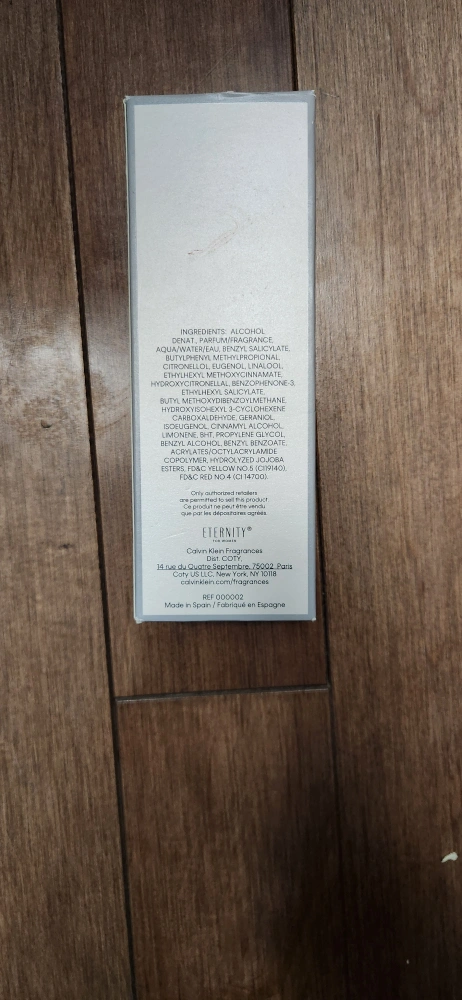 INGREDIENTS: ALCOHOL
DENAT., PARFUM/FRAGRANCE,
AQUA/WATER/EAU, BENZYL SALICYLATE,
BUTYLPHENYL METHYLPROPIONAL,
CITRONELLOL, EUGENOL, LINALOOL,
ETHYLHEXYL METHOXYCINNAMATE,
HYDROXYCITRONELLAL, BENZOPHENONE-3,
ETHYLHEXYL SALICYLATE,
BUTYL METHOXYDIBENZOYLMETHANE,
HYDROXYISOHEXYL 3-CYCLOHEXENE
CARBOXALDEHYDE, GERANIOL,
ISOEUGENOL, CINNAMYL ALCOHOL,
LIMONENE, BHT, PROPYLENE GLYCOL,
BENZYL ALCOHOL, BENZYL BENZOATE,
ACRYLATES/OCTYLACRYLAMIDE
COPOLYMER, HYDROLYZED JOJOBA
ESTERS, FD&C YELLOW NO.5 (CI 19140),
FD&C RED NO.4 (CI 14700).
Only authorized retailers
are permitted to sell this product.
Ce produit ne peut être vendu
que par les dépositaires agréés.
ETERNITY®
FOR WOMEN
Calvin Klein Fragrances
Dist. COTY,
14 rue du Quatre Septembre, 75002, Paris
Coty US LLC, New York, NY 10118
calvinklein.com/fragrances
REF 000002
Made in Spain / Fabriqué en Espagne